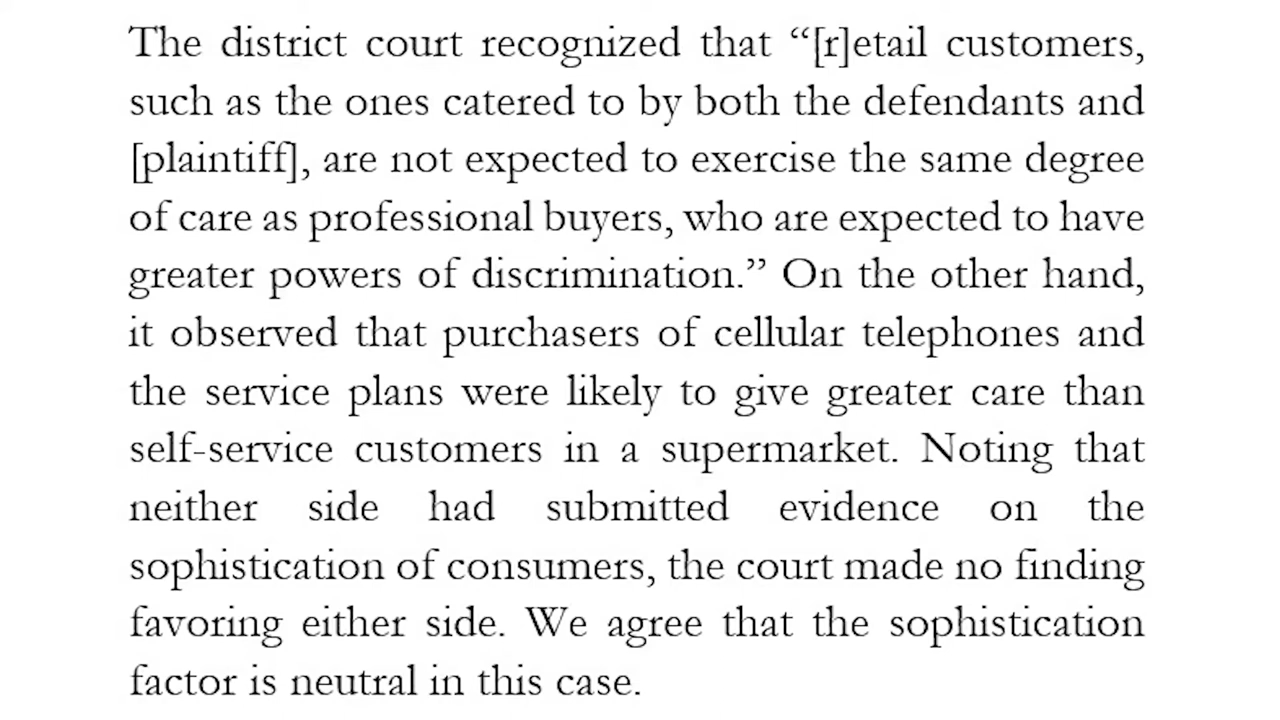 The district court recognized that “[r]etail customers,
such as the ones catered to by both the defendants and
[plaintiff], are not expected to exercise the same degree
of care as professional buyers, who are expected to have
greater powers of discrimination.” On the other hand,
it observed that purchasers of cellular telephones and
the service plans were likely to give greater care than
self-service customers in a supermarket. Noting that
neither side had submitted evidence on the
sophistication of consumers, the court made no finding
favoring either side. We agree that the sophistication
factor is neutral in this case.